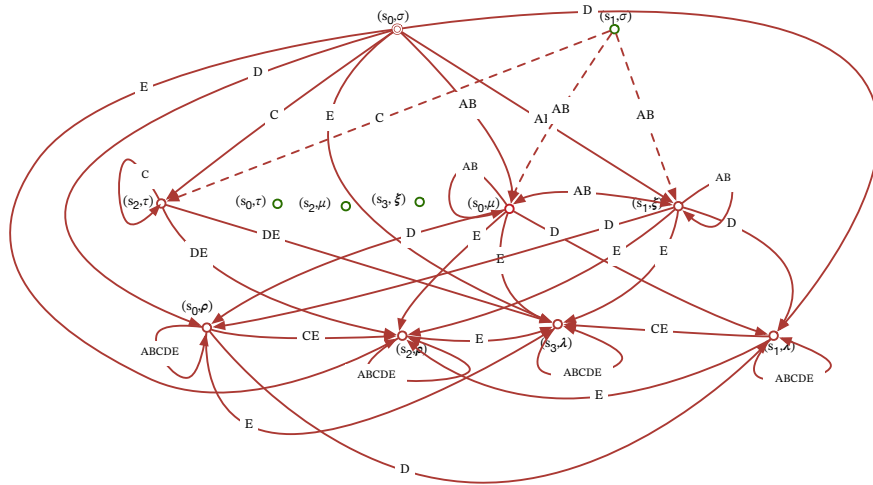 D
(s₀,σ)
(s₁,σ)
E
D
C
E
AB
AB
AB
AB
C
C
AB
AB
(s₂,τ)
(s₀,τ)
(s₂,μ)
(s₃,ξ)
(s₀,μ)
AB
(s₁,ξ)
DE
DE
D
E
D
D
D
E
E
E
(s₀,ρ)
CE
(s₂,ρ)
E
(s₃,λ)
CE
(s₁,λ)
ABCDE
ABCDE
ABCDE
ABCDE
E
E
D